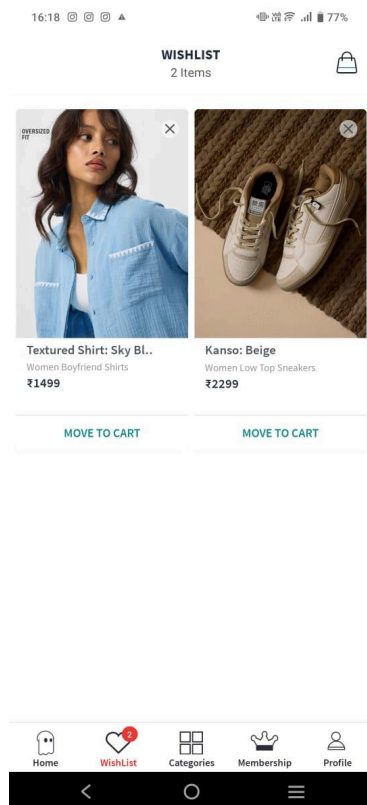 16:18
77%
WISHLIST
2 Items
OVERSIZED
FIT
Textured Shirt: Sky Bl..
Women Boyfriend Shirts
₹1499
MOVE TO CART
Kanso: Beige
Women Low Top Sneakers
₹2299
MOVE TO CART
2
Home
WishList
Categories
Membership
Profile